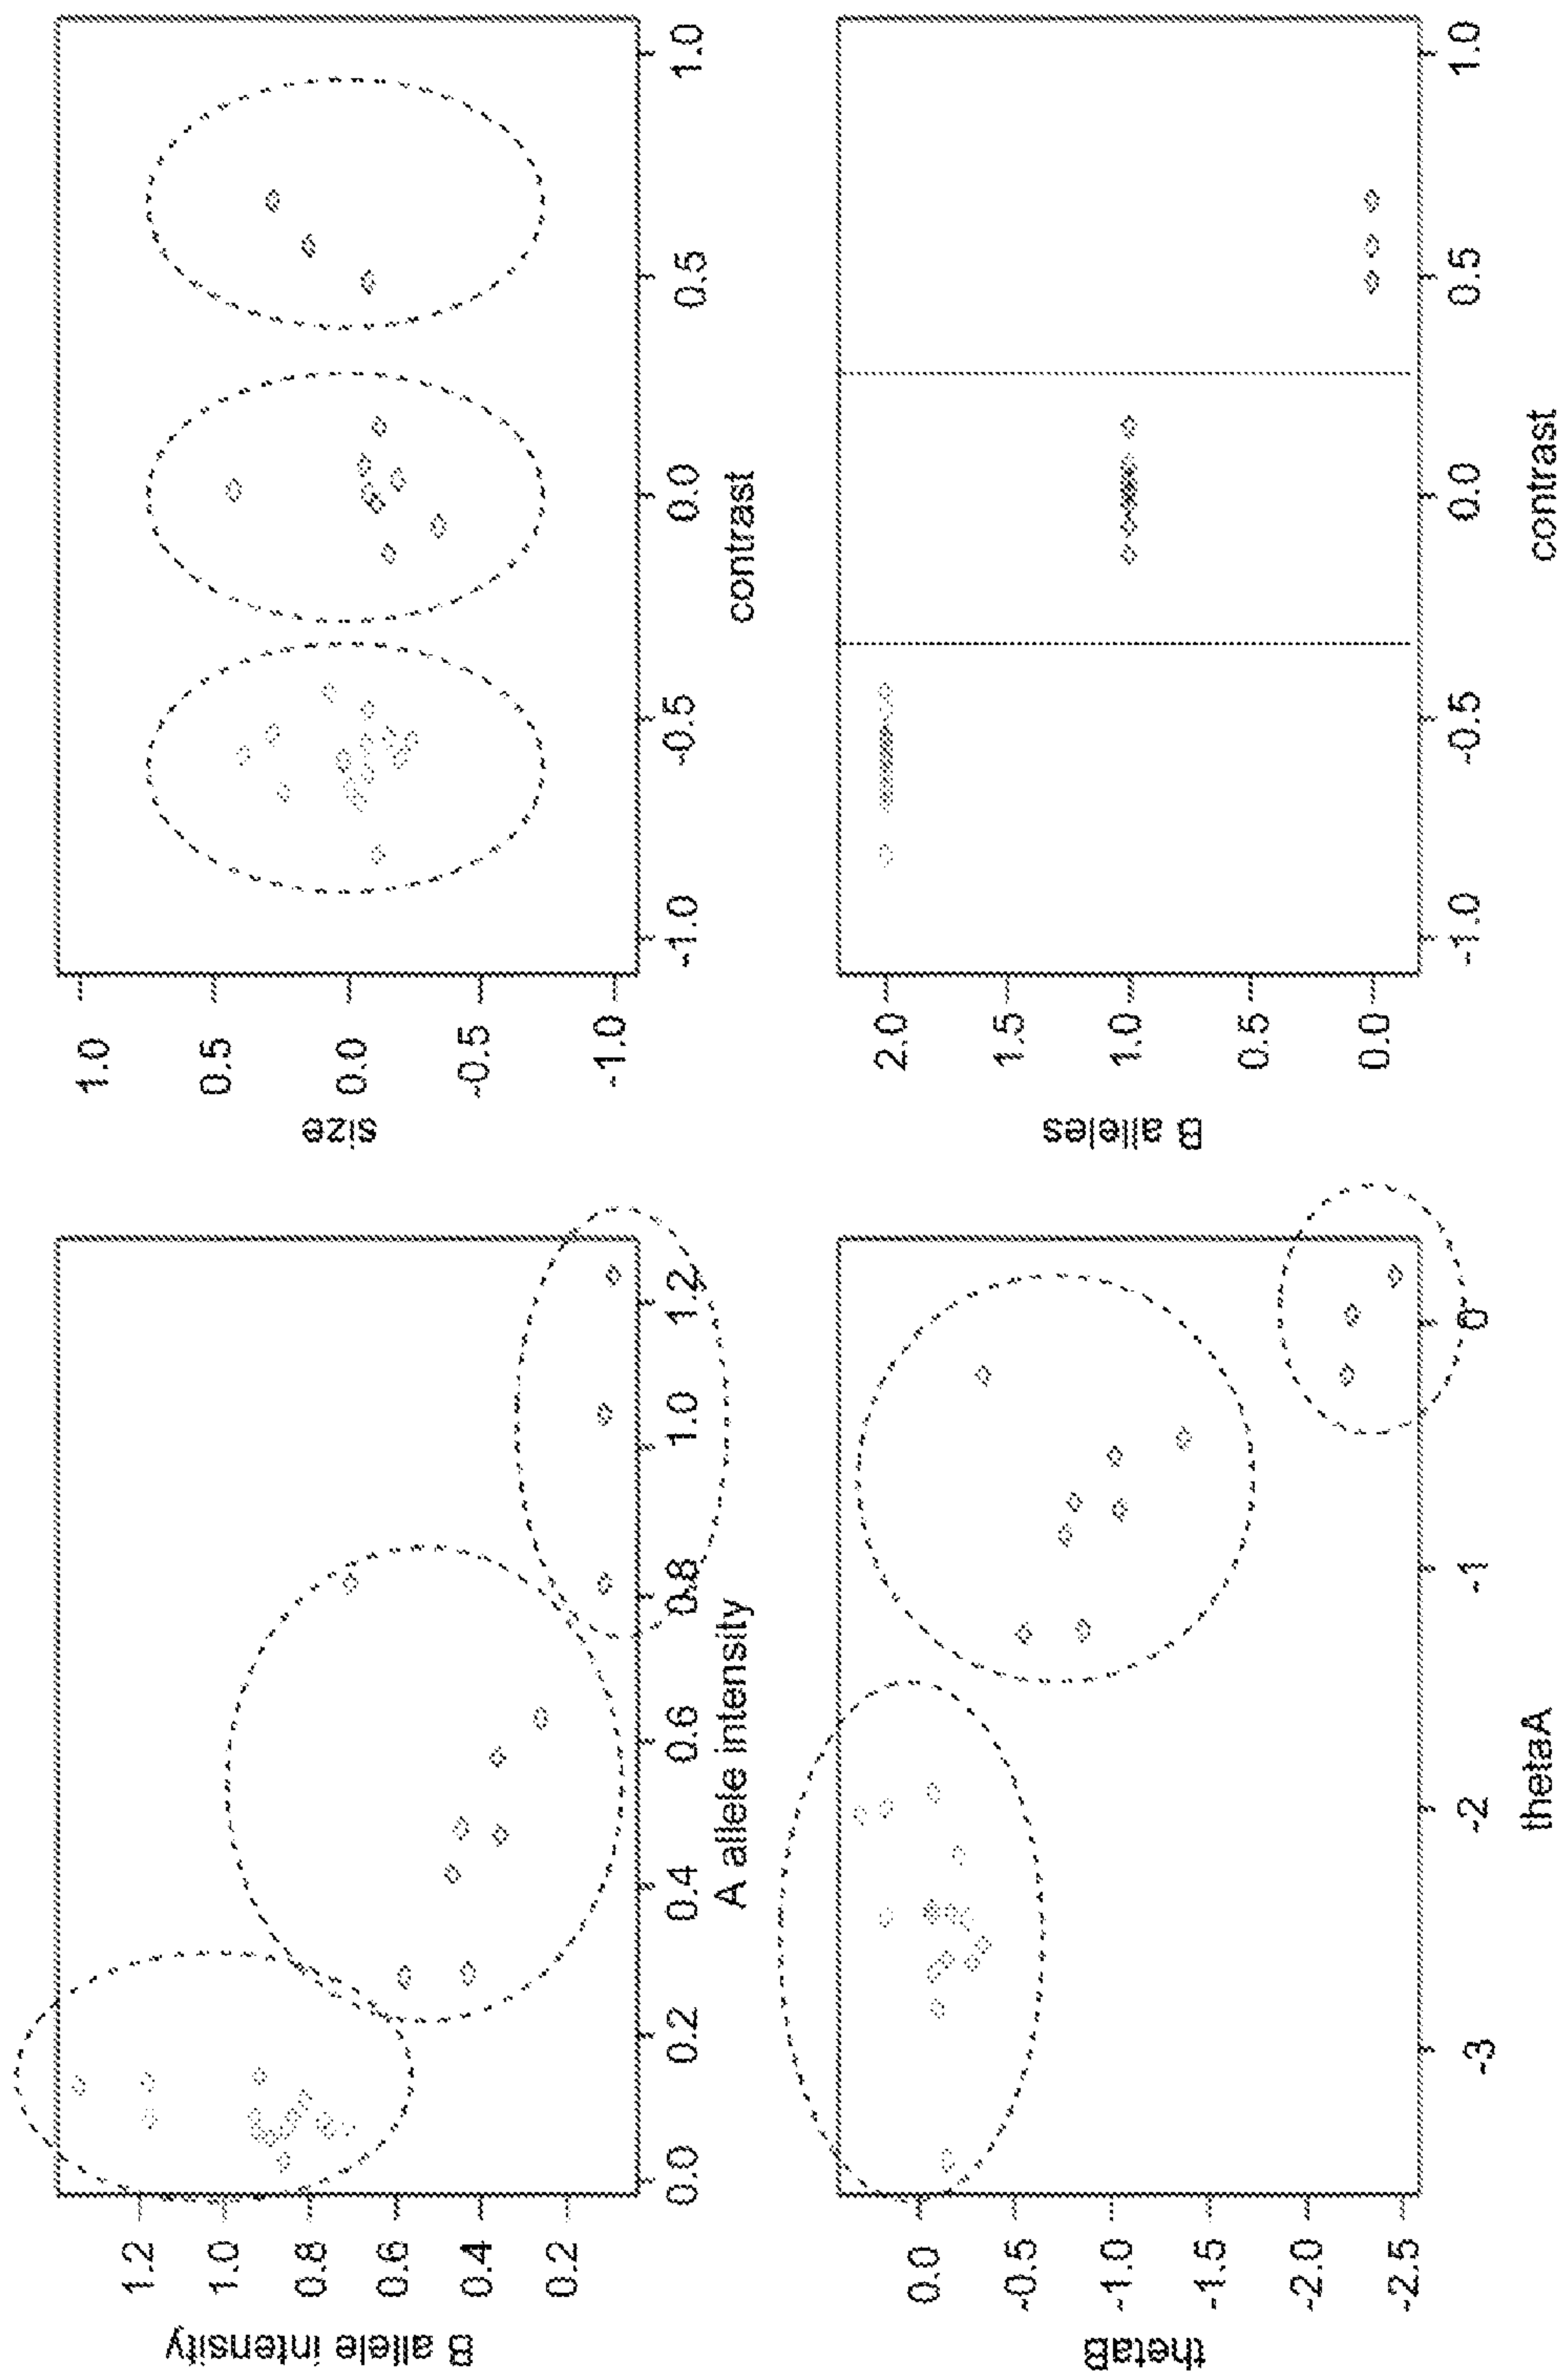 B allele intensity
1.2
1.0
0.8
0.6
0.4
0.2
0.0 0.2 0.4 0.6 0.8 1.0 1.2
A allele intensity
size
1.0
0.5
0.0
-0.5
-1.0
-1.0 -0.5 0.0 0.5 1.0
contrast
thetaB
0.0
-0.5
-1.0
-1.5
-2.0
-2.5
-3 -2 -1 0
thetaA
B alleles
2.0
1.5
1.0
0.5
0.0
-1.0 -0.5 0.0 0.5 1.0
contrast